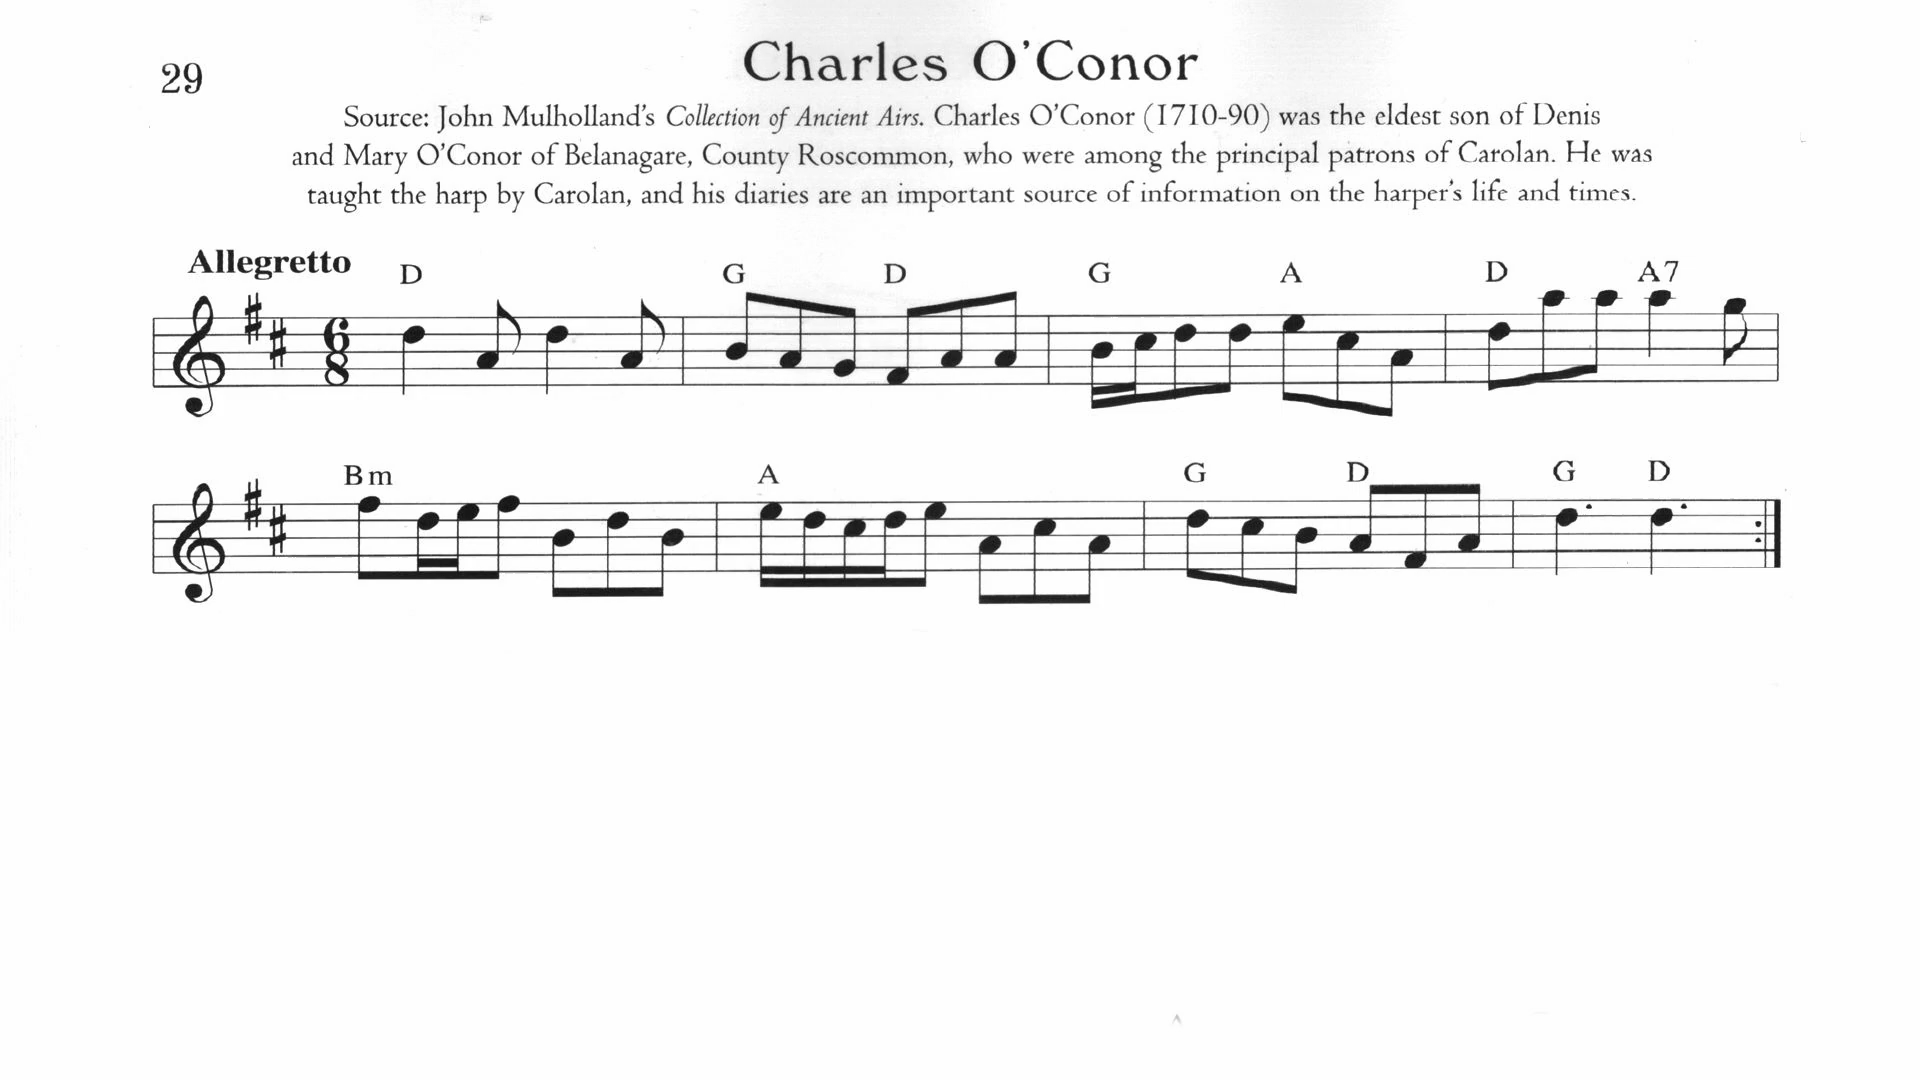 29
Charles O'Conor
Source: John Mulholland's Collection of Ancient Airs. Charles O'Conor (1710-90) was the eldest son of Denis
and Mary O'Conor of Belanagare, County Roscommon, who were among the principal patrons of Carolan. He was
taught the harp by Carolan, and his diaries are an important source of information on the harper's life and times.
Allegretto
D G D G A D A7
6
8
Bm A G D G D